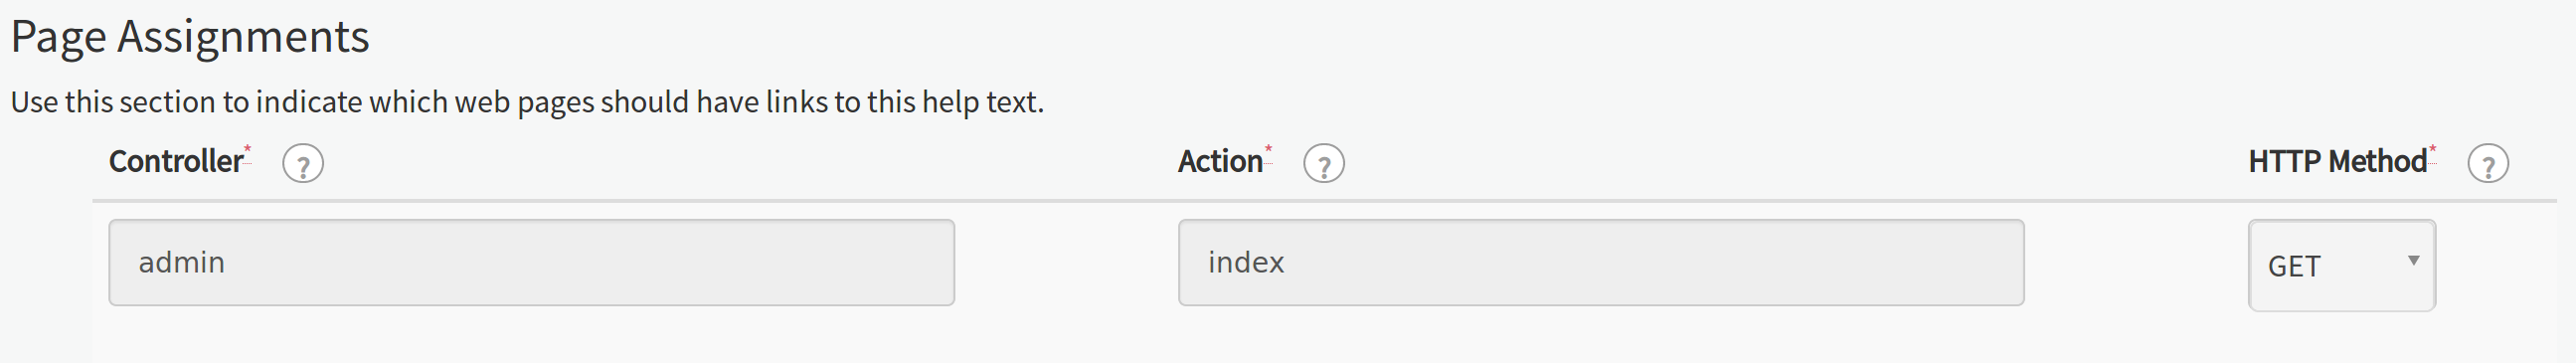 Page Assignments
Use this section to indicate which web pages should have links to this help text.
Controller* ? Action* ? HTTP Method* ?
admin index GET